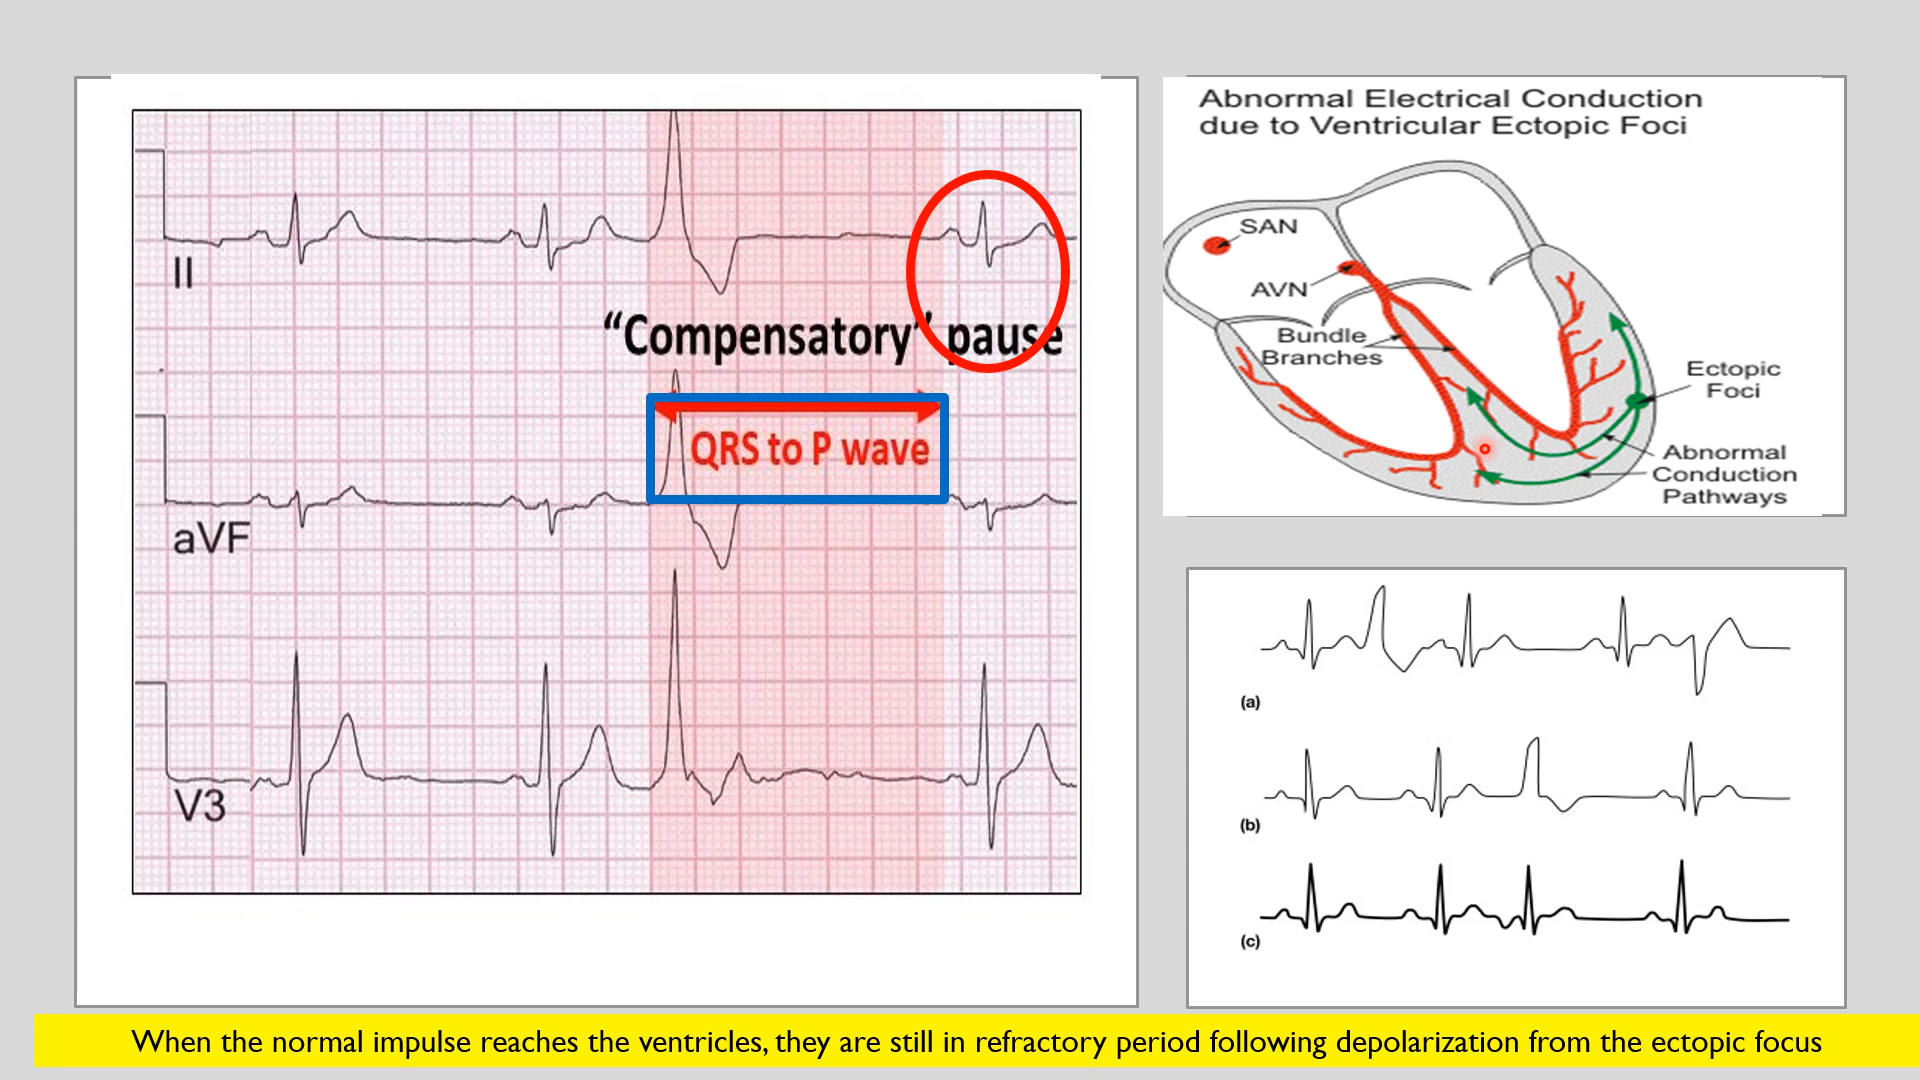 II
“Compensatory” pause
QRS to P wave
aVF
V3
Abnormal Electrical Conduction
due to Ventricular Ectopic Foci
SAN
AVN
Bundle
Branches
Ectopic
Foci
Abnormal
Conduction
Pathways
(a)
(b)
(c)
When the normal impulse reaches the ventricles, they are still in refractory period following depolarization from the ectopic focus